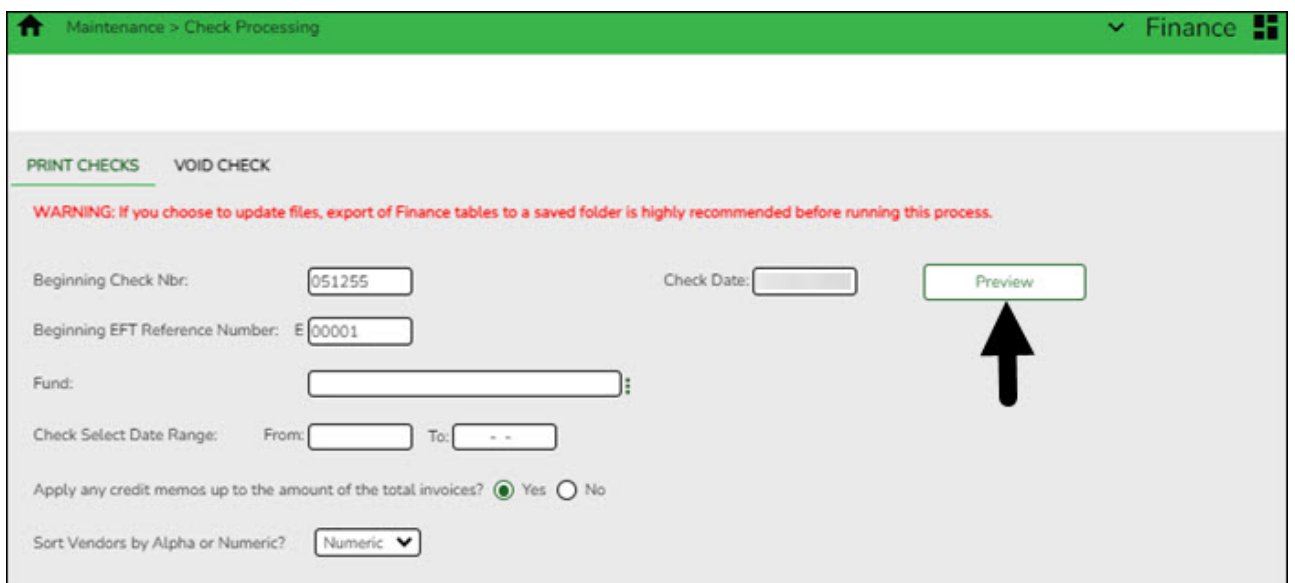 Maintenance > Check Processing
Finance
PRINT CHECKS VOID CHECK
WARNING: If you choose to update files, export of Finance tables to a saved folder is highly recommended before running this process.
Beginning Check Nbr: 051255 Check Date: Preview
Beginning EFT Reference Number: E 00001
Fund:
Check Select Date Range: From: To: - -
Apply any credit memos up to the amount of the total invoices? Yes No
Sort Vendors by Alpha or Numeric? Numeric